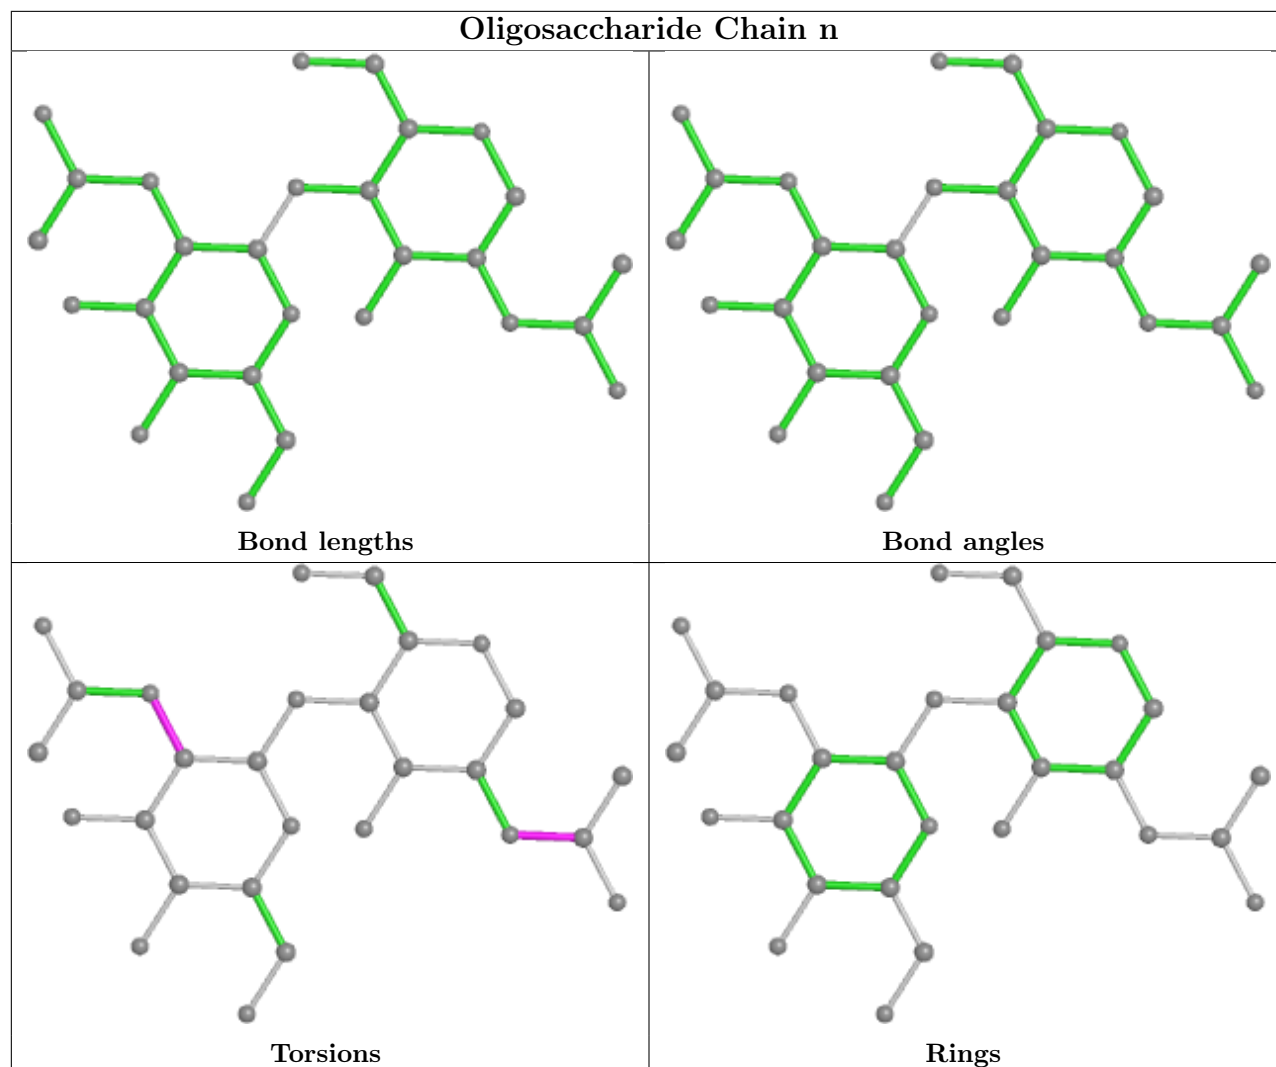 Oligosaccharide Chain n
Bond lengths
Bond angles
Torsions
Rings